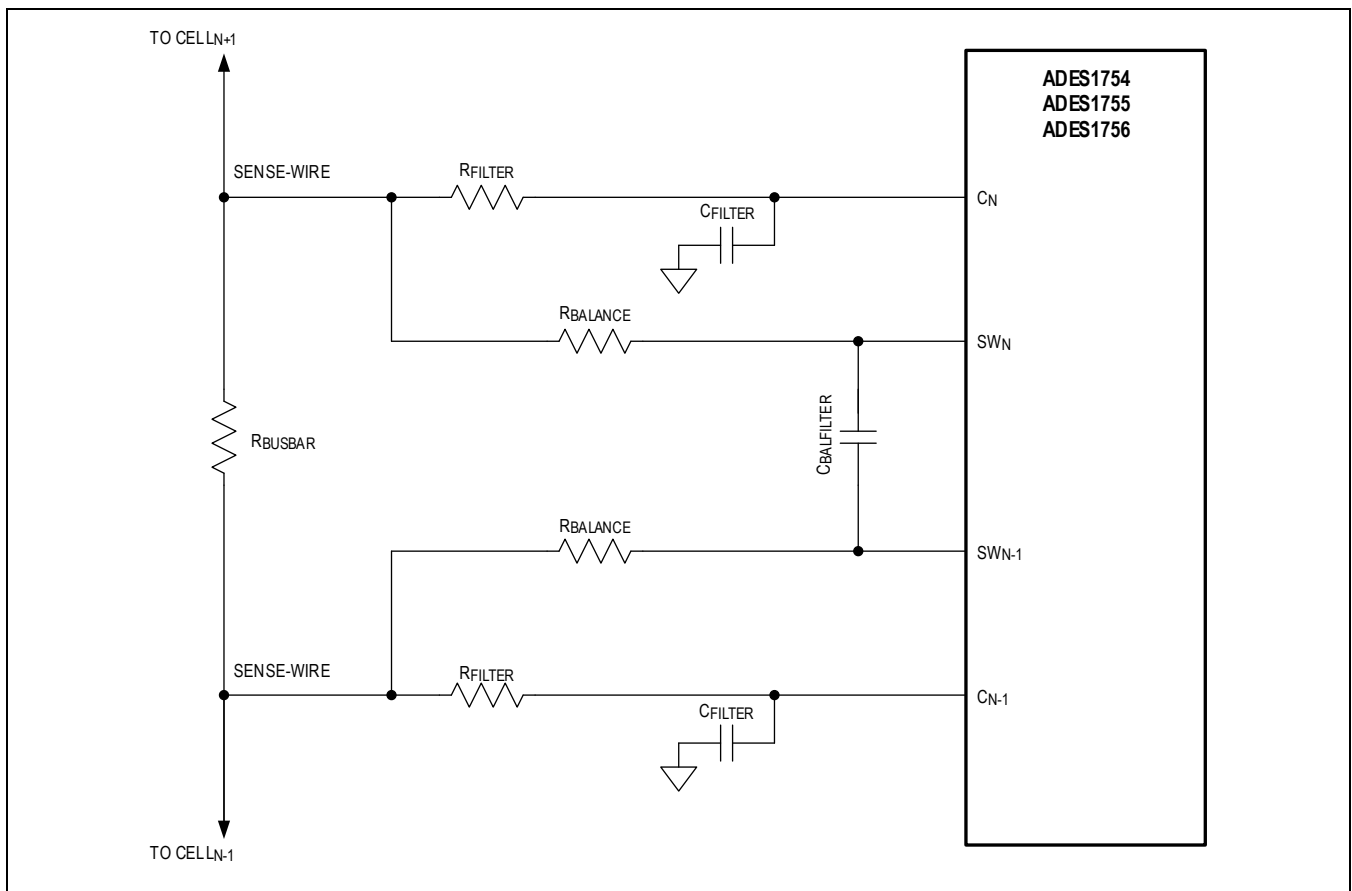 TO CELLN+1
ADES1754
ADES1755
ADES1756
SENSE-WIRE
RFILTER
CN
CFILTER
RBALANCE
SWN
RBUSBAR
CBALFILTER
RBALANCE
SWN-1
SENSE-WIRE
RFILTER
CN-1
CFILTER
TO CELLN-1